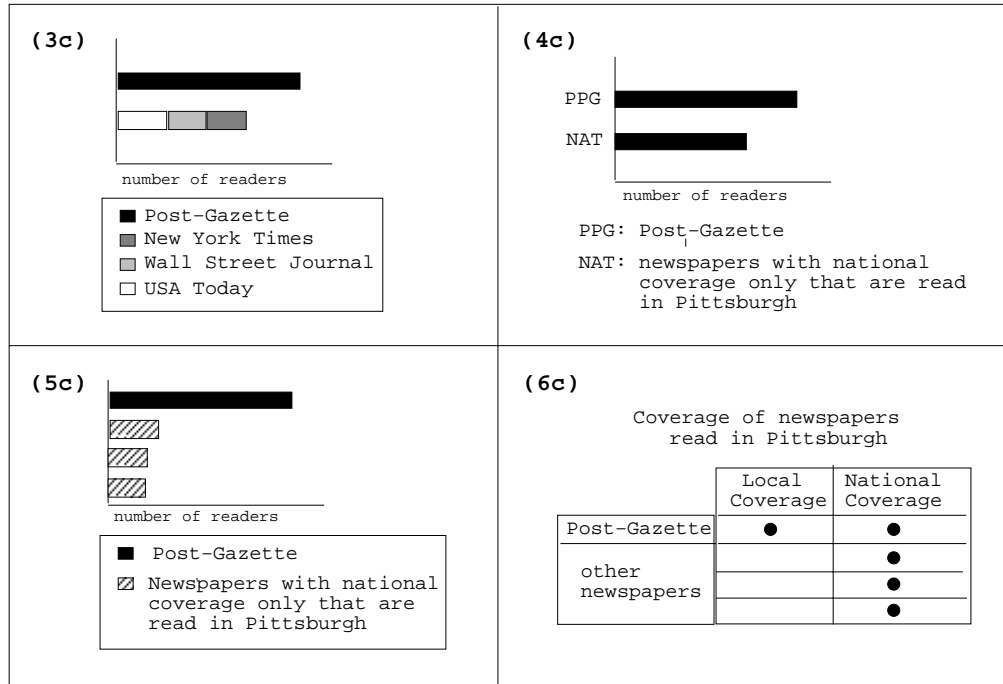 (3c)
number of readers
Post-Gazette
New York Times
Wall Street Journal
USA Today
(4c)
PPG
NAT
number of readers
PPG: Post-Gazette
NAT: newspapers with national
coverage only that are read
in Pittsburgh
(5c)
number of readers
Post-Gazette
Newspapers with national
coverage only that are
read in Pittsburgh
(6c)
Coverage of newspapers
read in Pittsburgh
Local National
Coverage Coverage
Post-Gazette
other
newspapers